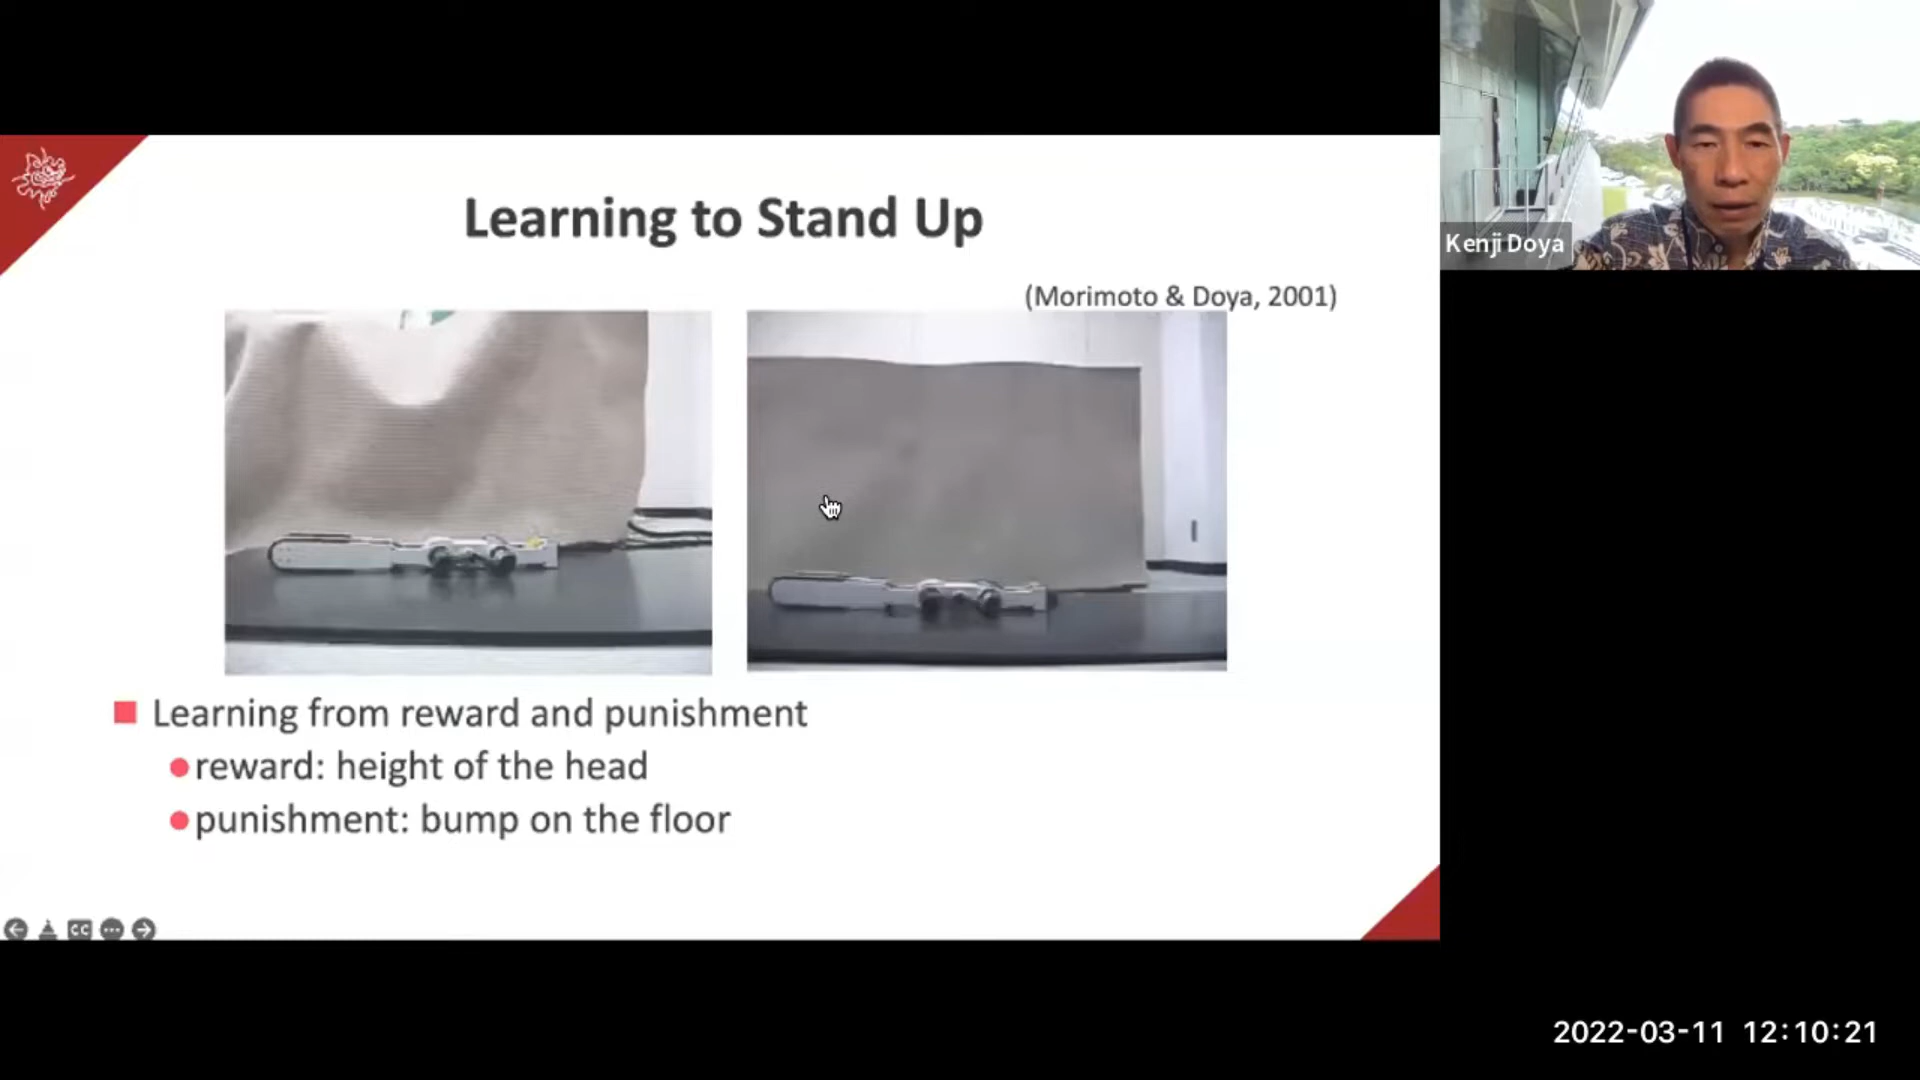 Learning to Stand Up
(Morimoto & Doya, 2001)
Learning from reward and punishment
reward: height of the head
punishment: bump on the floor
CC
Kenji Doya
2022-03-11 12:10:21